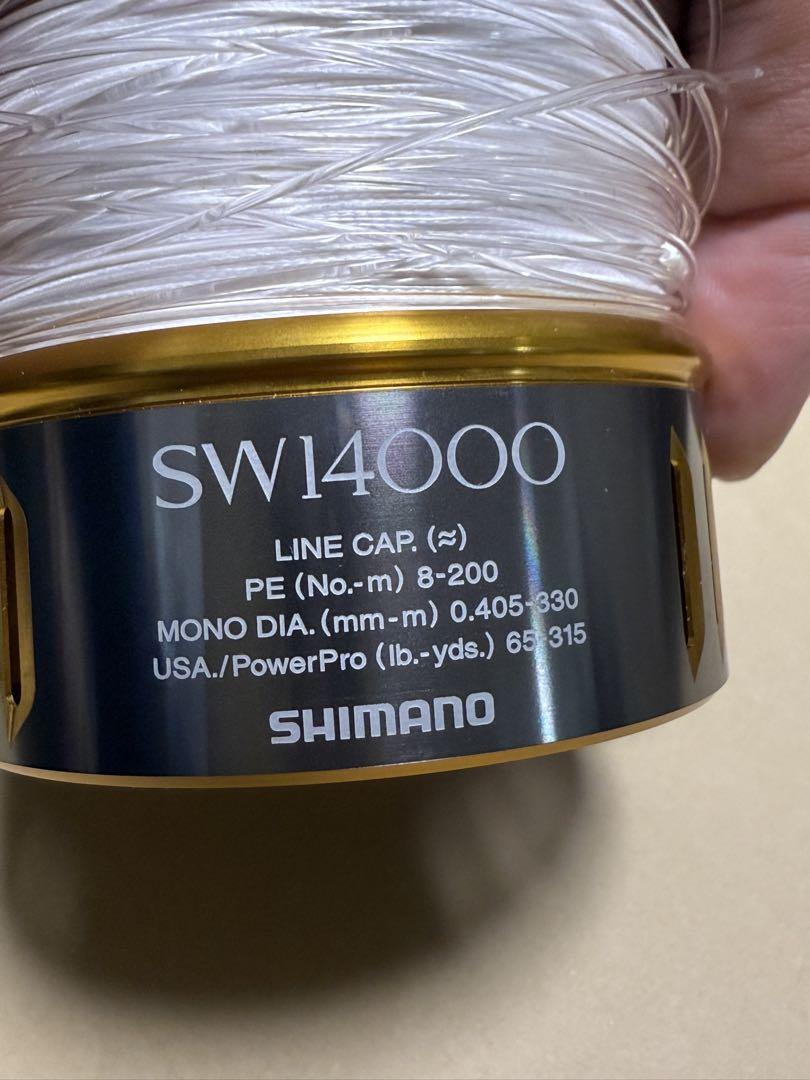 SW14000
LINE CAP. (≈)
PE (No.-m) 8-200
MONO DIA. (mm-m) 0.405-330
USA./PowerPro (lb.-yds.) 65-315
SHIMANO